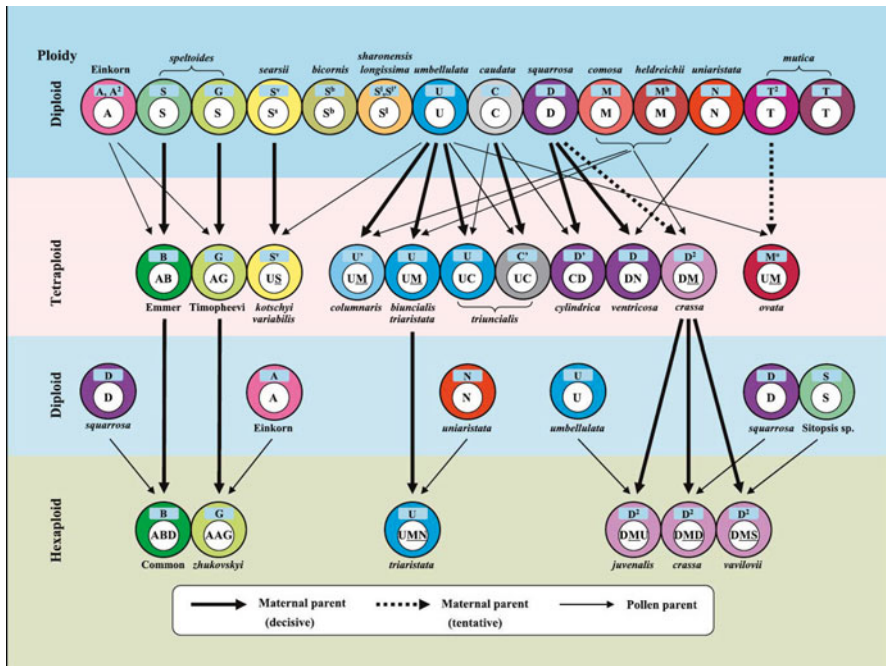 Ploidy
Diploid
Einkorn
speltoides
searsii
bicornis
sharonensis
longissima
umbellulata
caudata
squarrosa
comosa
heldreichii
uniaristata
mutica
A, A² S G Sˢ Sᵇ U C D M Mʰ N T² T
A S S Sˢ Sᵇ Sˡ U C D M M N T T
Tetraploid
B G Sᵛ U’ U U C’ D’ D D² Mᵒ
AB AG US UM UM UC UC CD DN DM UM
Emmer Timopheevi kotschyi columnaris biuncialis triuncialis cylindrica ventricosa crassa ovata
variabilis triaristata
Diploid
D A N U D S
D A N U D S
squarrosa Einkorn uniaristata umbellulata squarrosa Sitopsis sp.
Hexaploid
B G U D² D² D²
ABD AAG UMN DMU DMD DMS
Common zhukovskyi triaristata juvenalis crassa vavilovii
Maternal parent
(decisive)
Maternal parent
(tentative)
Pollen parent